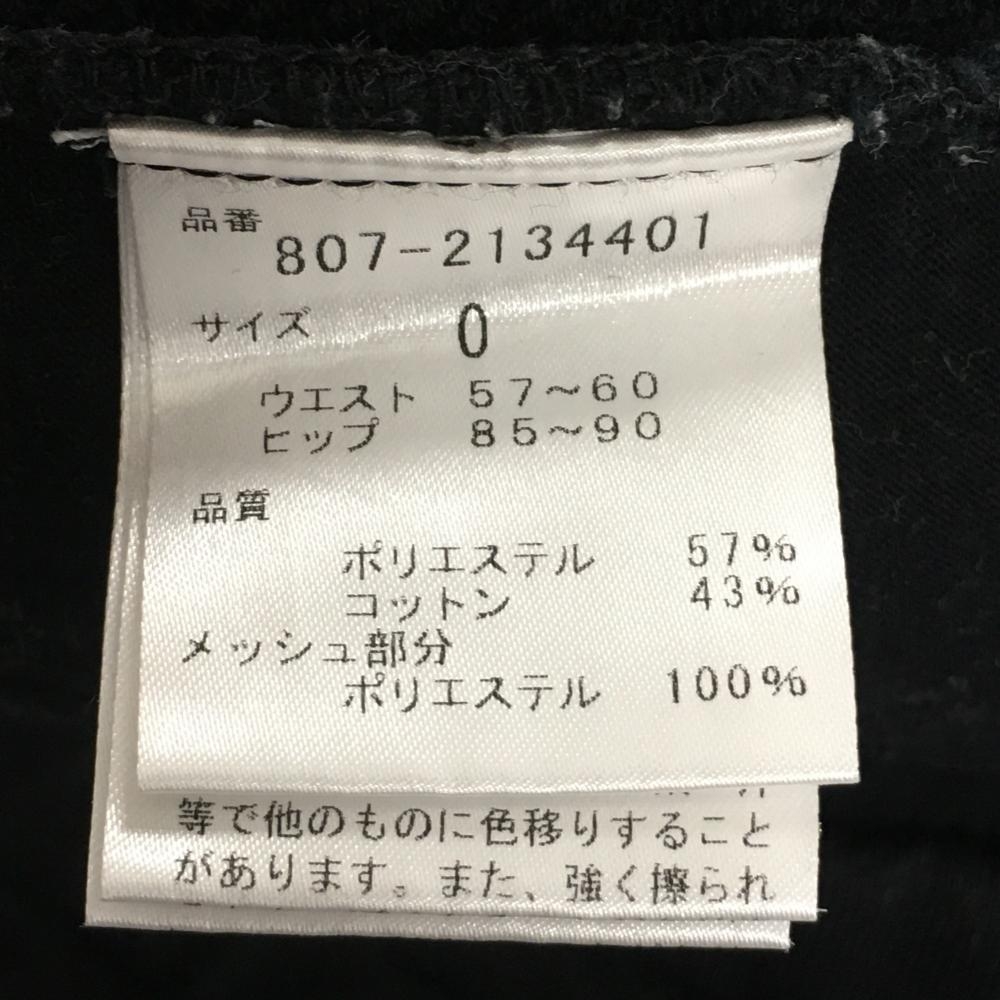 品番 807-2134401
サイズ 0
ウエスト 57〜60
ヒップ 85〜90
品質
ポリエステル 57%
コットン 43%
メッシュ部分
ポリエステル 100%
等で他のものに色移りすること
があります。また、強く擦られ